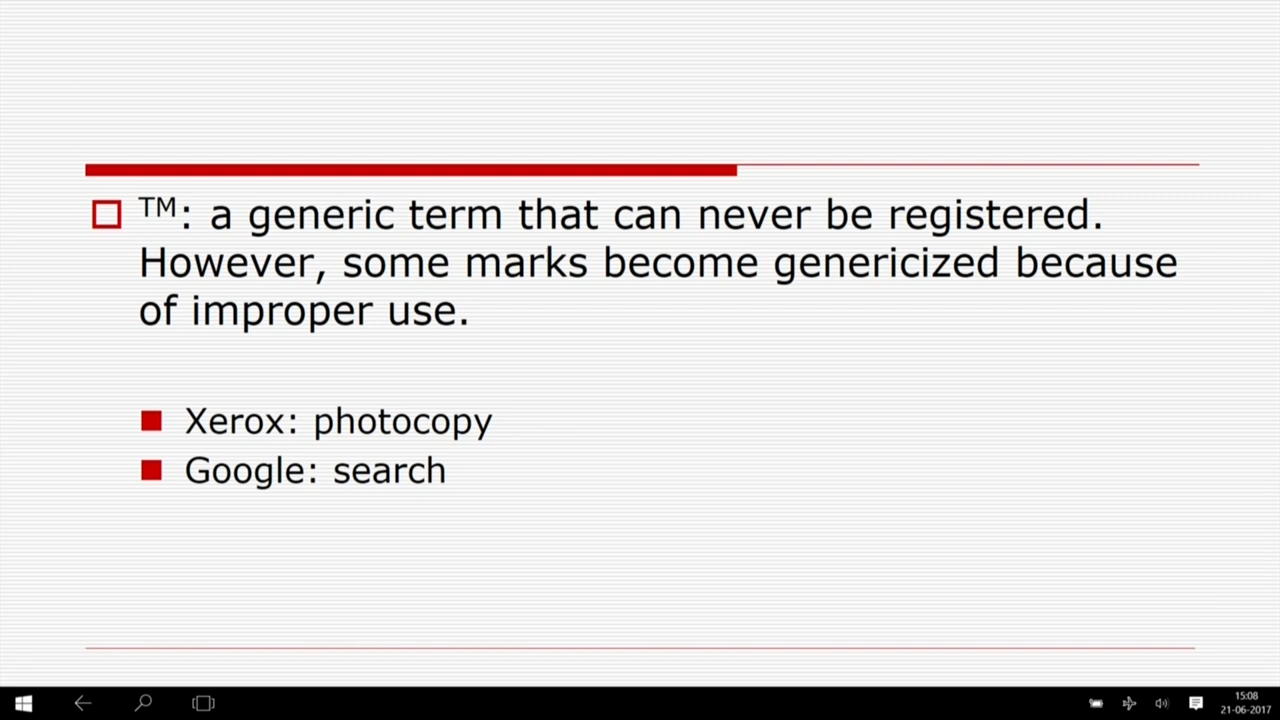 ™: a generic term that can never be registered.
However, some marks become genericized because
of improper use.
Xerox: photocopy
Google: search
15:08
21-06-2017